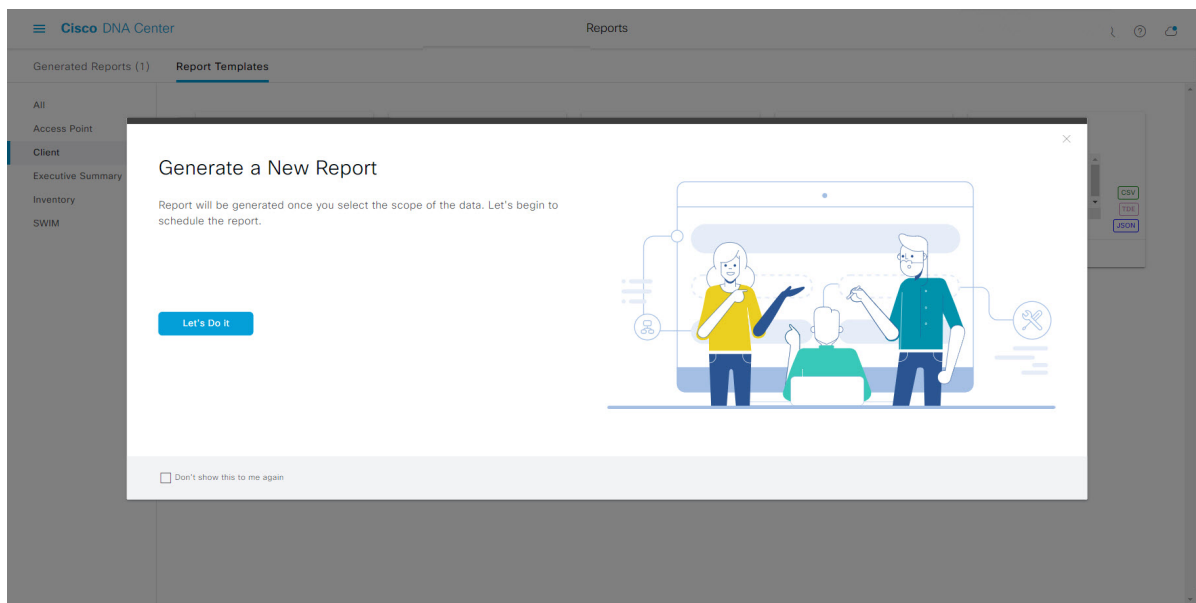 Cisco DNA Center
Reports
Generated Reports (1)
Report Templates
All
Access Point
Client
Executive Summary
Inventory
SWIM
Generate a New Report
Report will be generated once you select the scope of the data. Let's begin to
schedule the report.
Let's Do it
Don't show this to me again
CSV
TDE
JSON